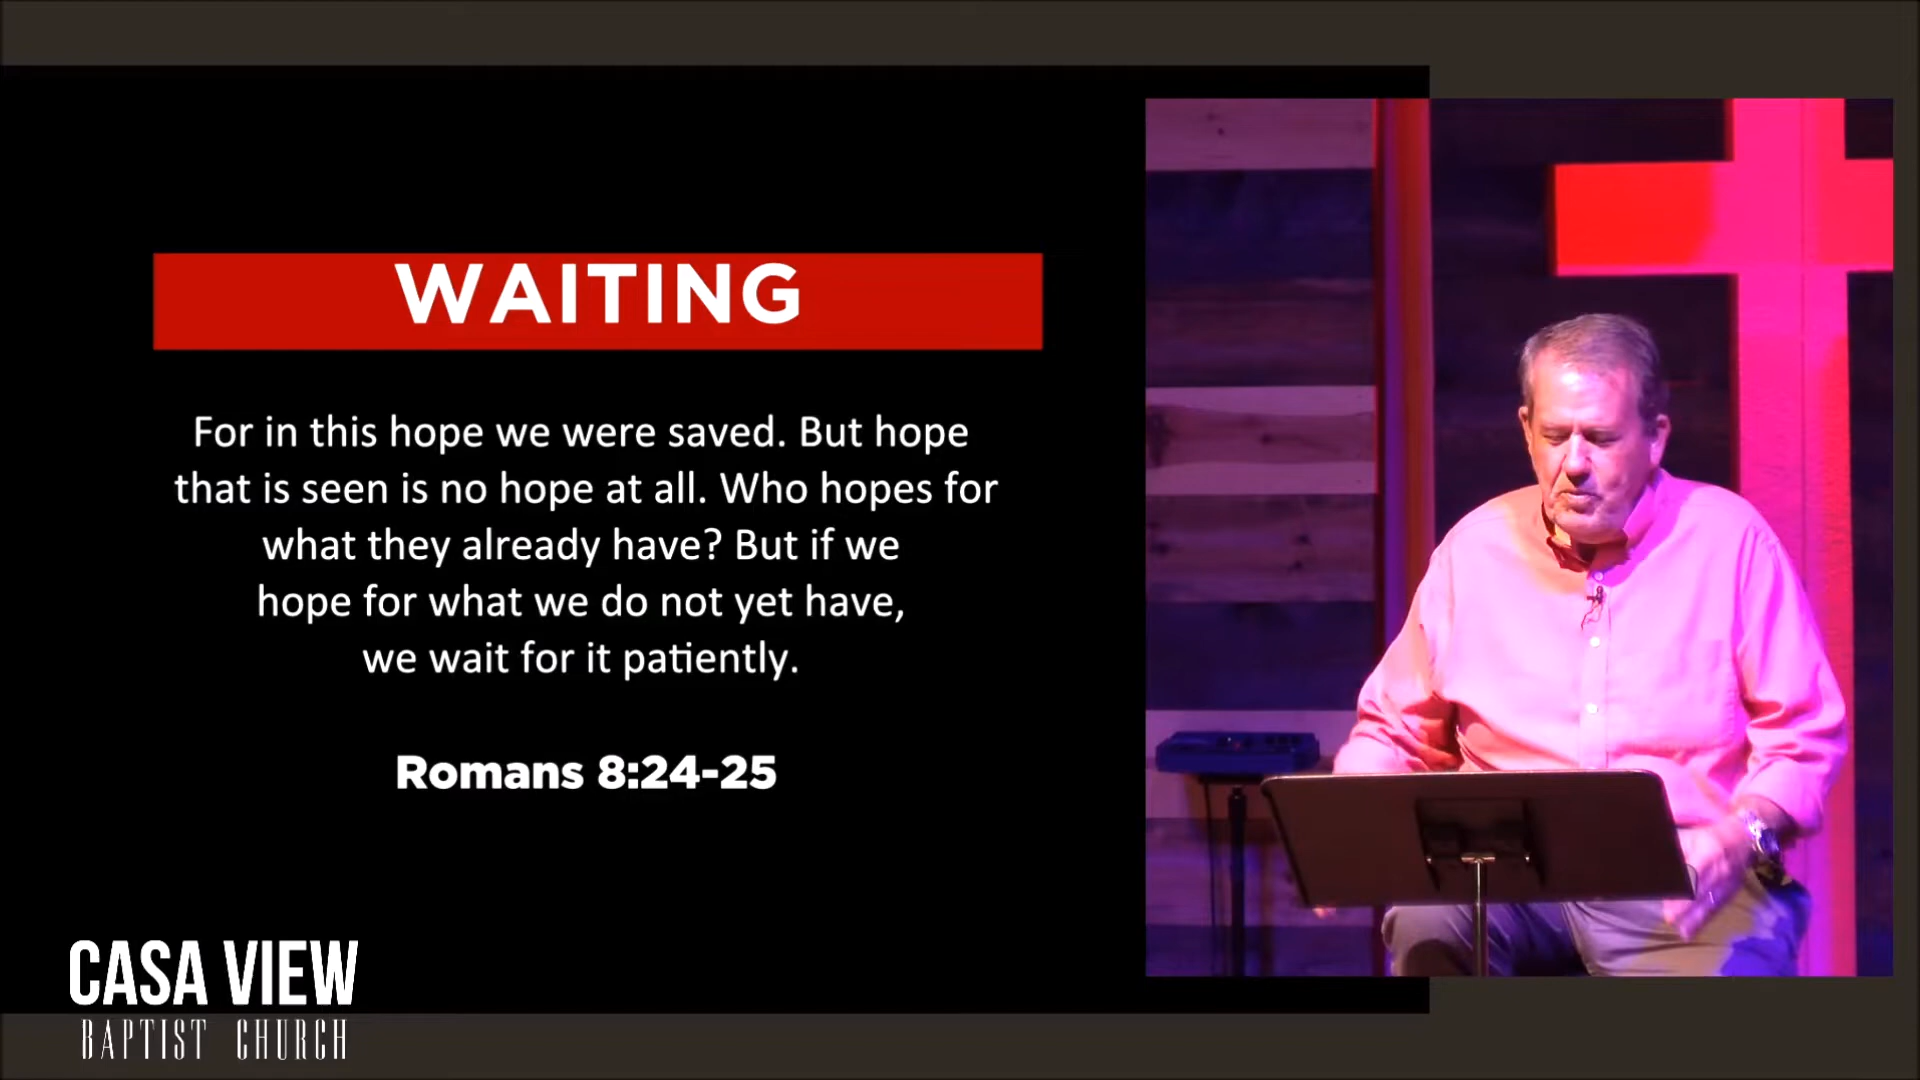 WAITING
For in this hope we were saved. But hope
that is seen is no hope at all. Who hopes for
what they already have? But if we
hope for what we do not yet have,
we wait for it patiently.
Romans 8:24-25
CASA VIEW
BAPTIST CHURCH